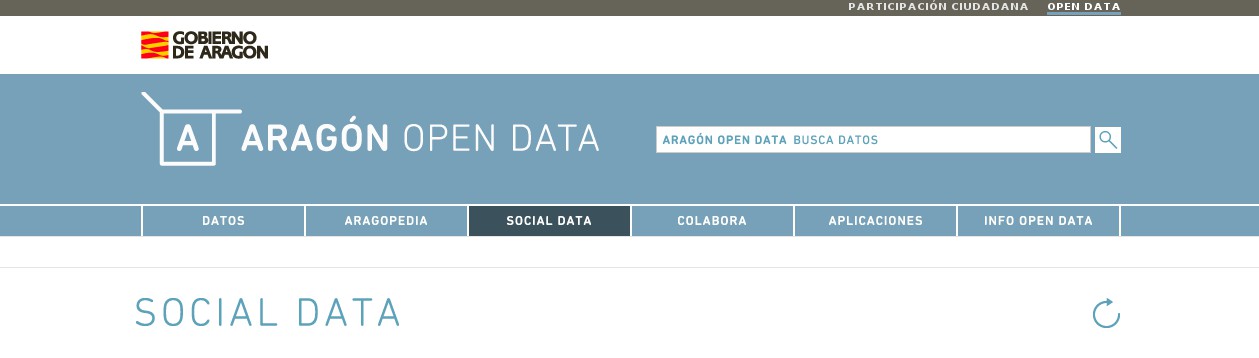 PARTICIPACIÓN CIUDADANA OPEN DATA
GOBIERNO
DE ARAGON
A ARAGÓN OPEN DATA
ARAGÓN OPEN DATA BUSCA DATOS
DATOS ARAGOPEDIA SOCIAL DATA COLABORA APLICACIONES INFO OPEN DATA
SOCIAL DATA